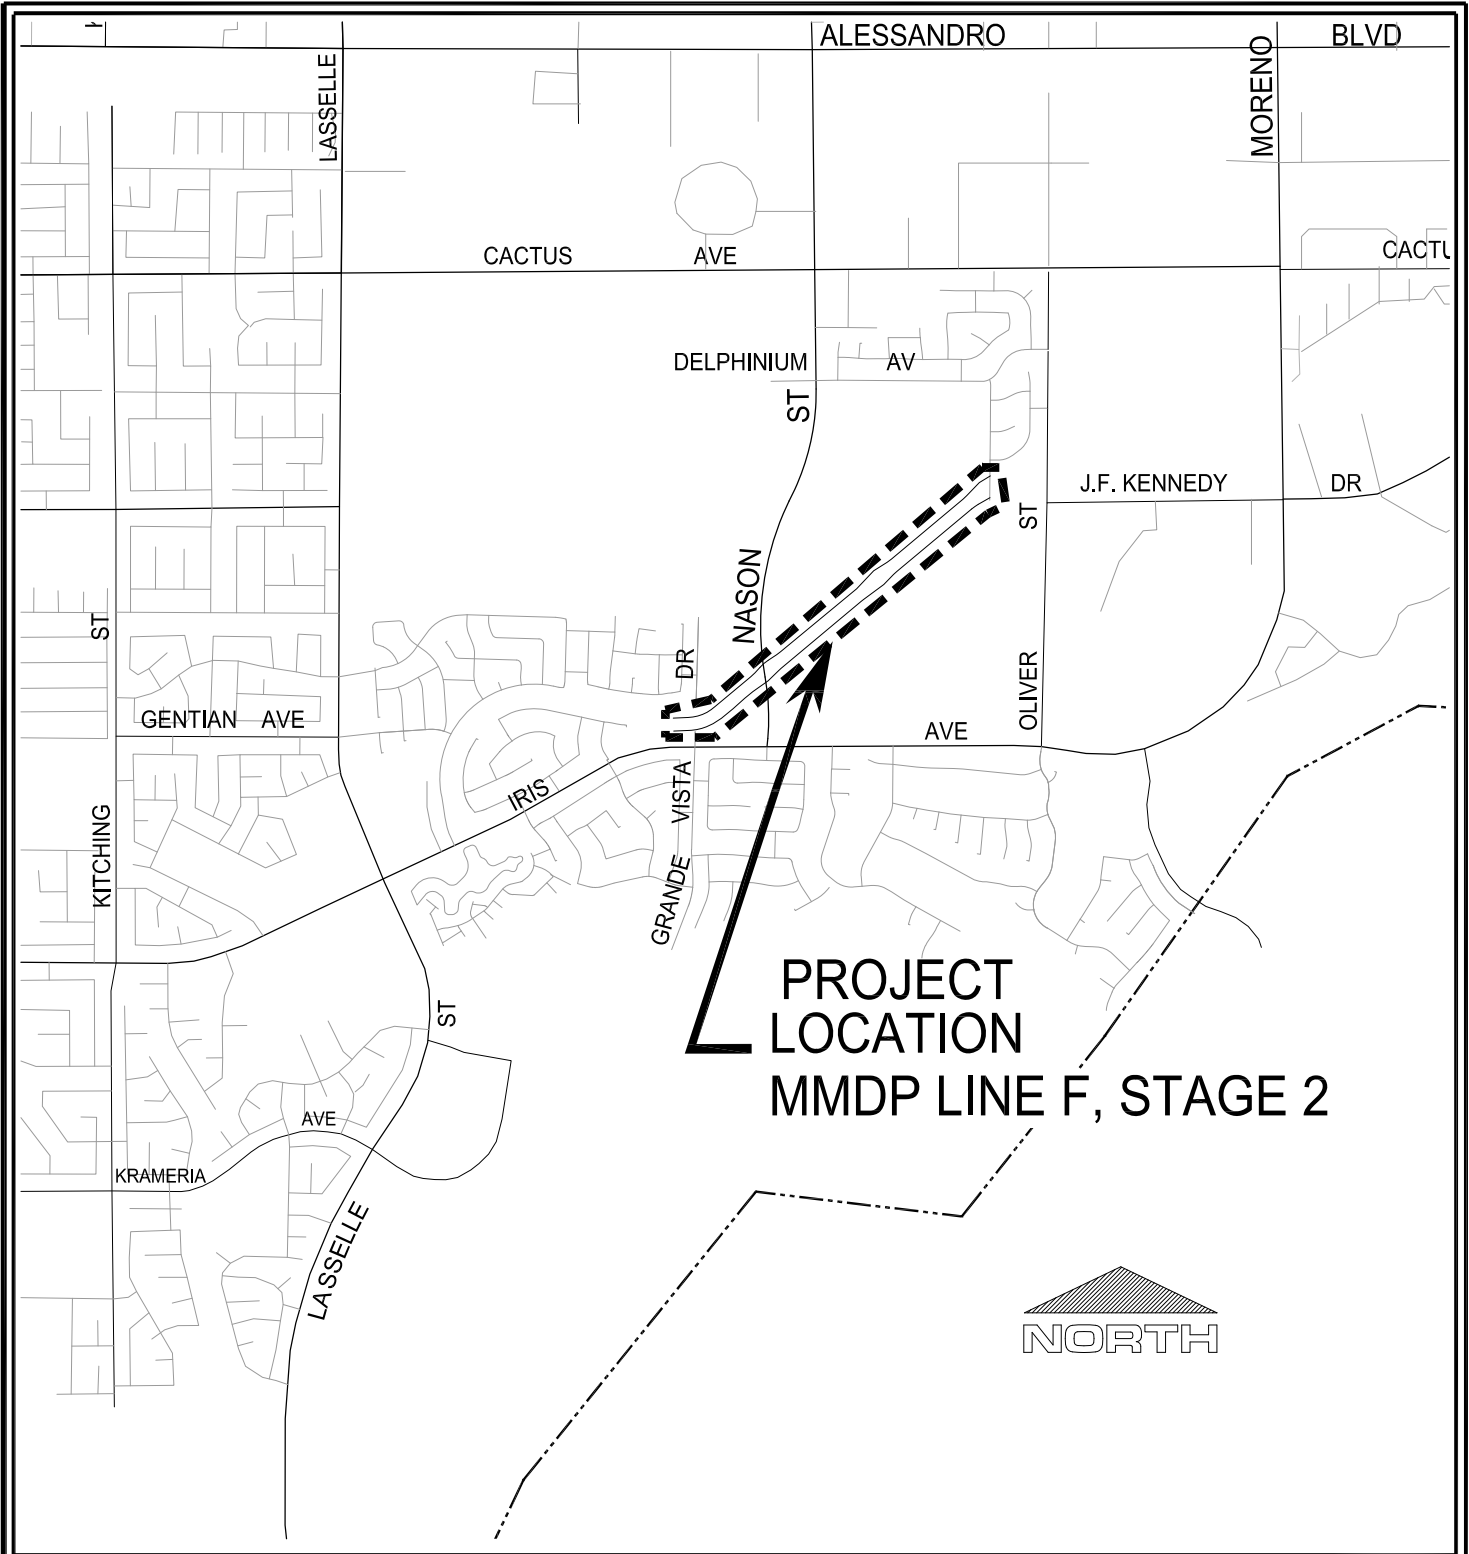 ALESSANDRO BLVD
LASSELLE
MORENO
CACTUS AVE
CACTU
DELPHINIUM AV
ST
J.F. KENNEDY DR
ST
NASON
ST
DR
OLIVER
GENTIAN AVE
AVE
IRIS
VISTA
KITCHING
GRANDE
PROJECT
LOCATION
MMDP LINE F, STAGE 2
ST
AVE
KRAMERIA
LASSELLE
NORTH